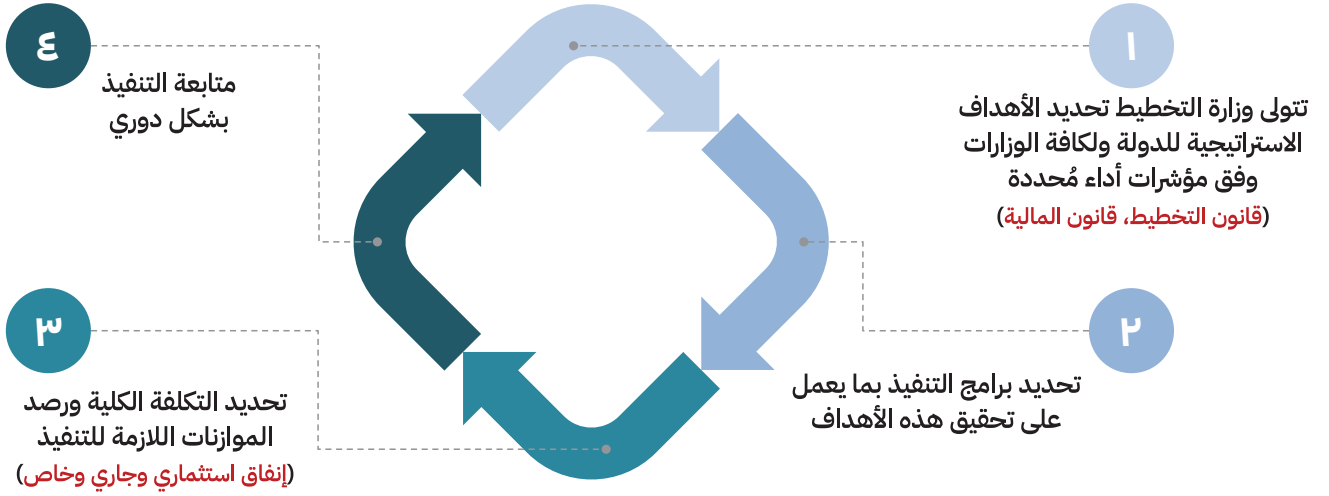 ١
تتولى وزارة التخطيط تحديد الأهداف
الاستراتيجية للدولة ولكافة الوزارات
وفق مؤشرات أداء مُحددة
(قانون التخطيط، قانون المالية)
٢
تحديد برامج التنفيذ بما يعمل
على تحقيق هذه الأهداف
٣
تحديد التكلفة الكلية ورصد
الموازنات اللازمة للتنفيذ
(إنفاق استثماري وجاري وخاص)
٤
متابعة التنفيذ
بشكل دوري